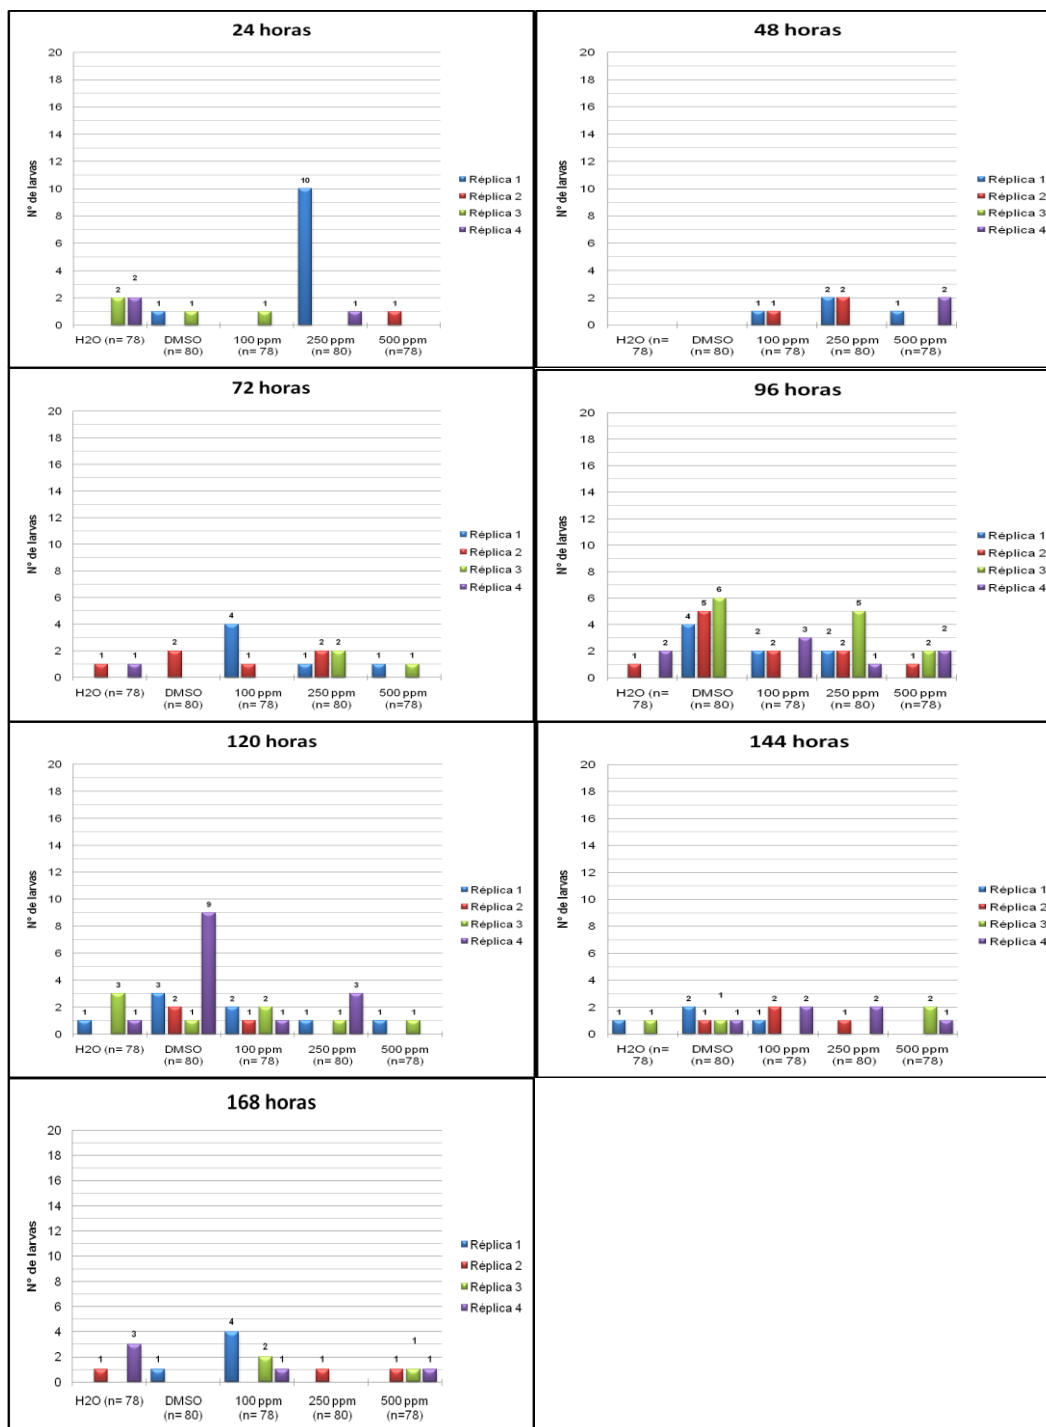 24 horas
20
18
16
14
12
10
8
6
4
2
0
N° de larvas
2
2
1
1
1
10
1
1
H2O (n= 78)
DMSO (n= 80)
100 ppm (n= 78)
250 ppm (n= 80)
500 ppm (n=78)
Réplica 1
Réplica 2
Réplica 3
Réplica 4
48 horas
20
18
16
14
12
10
8
6
4
2
0
N° de larvas
1
1
2
2
1
2
H2O (n= 78)
DMSO (n= 80)
100 ppm (n= 78)
250 ppm (n= 80)
500 ppm (n=78)
Réplica 1
Réplica 2
Réplica 3
Réplica 4
72 horas
20
18
16
14
12
10
8
6
4
2
0
N° de larvas
1
1
2
4
1
1
2
2
1
1
H2O (n= 78)
DMSO (n= 80)
100 ppm (n= 78)
250 ppm (n= 80)
500 ppm (n=78)
Réplica 1
Réplica 2
Réplica 3
Réplica 4
96 horas
20
18
16
14
12
10
8
6
4
2
0
N° de larvas
1
2
4
5
6
2
2
3
2
2
5
1
1
2
2
H2O (n= 78)
DMSO (n= 80)
100 ppm (n= 78)
250 ppm (n= 80)
500 ppm (n=78)
Réplica 1
Réplica 2
Réplica 3
Réplica 4
120 horas
20
18
16
14
12
10
8
6
4
2
0
N° de larvas
1
3
1
3
2
1
9
2
1
2
1
1
1
3
1
1
H2O (n= 78)
DMSO (n= 80)
100 ppm (n= 78)
250 ppm (n= 80)
500 ppm (n=78)
Réplica 1
Réplica 2
Réplica 3
Réplica 4
144 horas
20
18
16
14
12
10
8
6
4
2
0
N° de larvas
1
1
2
1
1
1
1
2
2
1
2
2
1
H2O (n= 78)
DMSO (n= 80)
100 ppm (n= 78)
250 ppm (n= 80)
500 ppm (n=78)
Réplica 1
Réplica 2
Réplica 3
Réplica 4
168 horas
20
18
16
14
12
10
8
6
4
2
0
N° de larvas
1
3
1
4
2
1
1
1
1
1
H2O (n= 78)
DMSO (n= 80)
100 ppm (n= 78)
250 ppm (n= 80)
500 ppm (n=78)
Réplica 1
Réplica 2
Réplica 3
Réplica 4